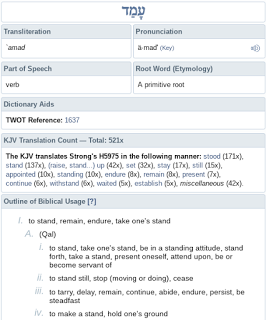 עָמַד
Transliteration Pronunciation
`amad ä·mad' (Key)
Part of Speech Root Word (Etymology)
verb A primitive root
Dictionary Aids
TWOT Reference: 1637
KJV Translation Count — Total: 521x
The KJV translates Strong's H5975 in the following manner: stood (171x),
stand (137x), (raise, stand...) up (42x), set (32x), stay (17x), still (15x),
appointed (10x), standing (10x), endure (8x), remain (8x), present (7x),
continue (6x), withstand (6x), waited (5x), establish (5x), miscellaneous (42x).
Outline of Biblical Usage [?]
I. to stand, remain, endure, take one's stand
A. (Qal)
i. to stand, take one's stand, be in a standing attitude, stand
forth, take a stand, present oneself, attend upon, be or
become servant of
ii. to stand still, stop (moving or doing), cease
iii. to tarry, delay, remain, continue, abide, endure, persist, be
steadfast
iv. to make a stand, hold one's ground